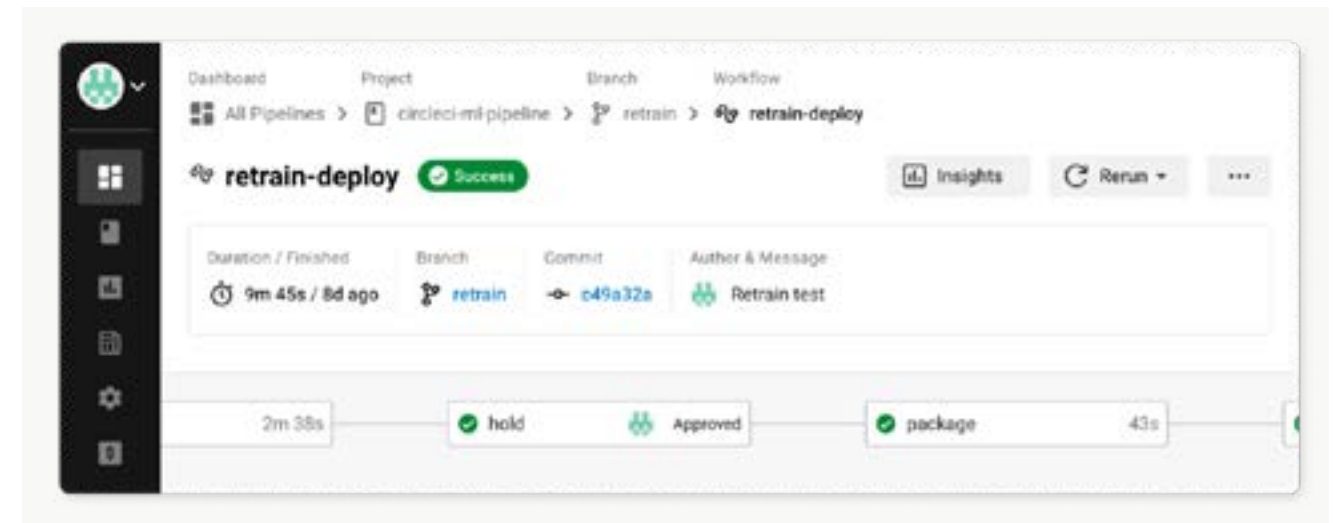 Dashboard Project Branch Workflow
All Pipelines > circleci-ml-pipeline > retrain > retrain-deploy
retrain-deploy Success Insights Rerun ...
Duration / Finished Branch Commit Author & Message
9m 45s / 8d ago retrain c49a32a Retrain test
2m 38s hold Approved package 43s